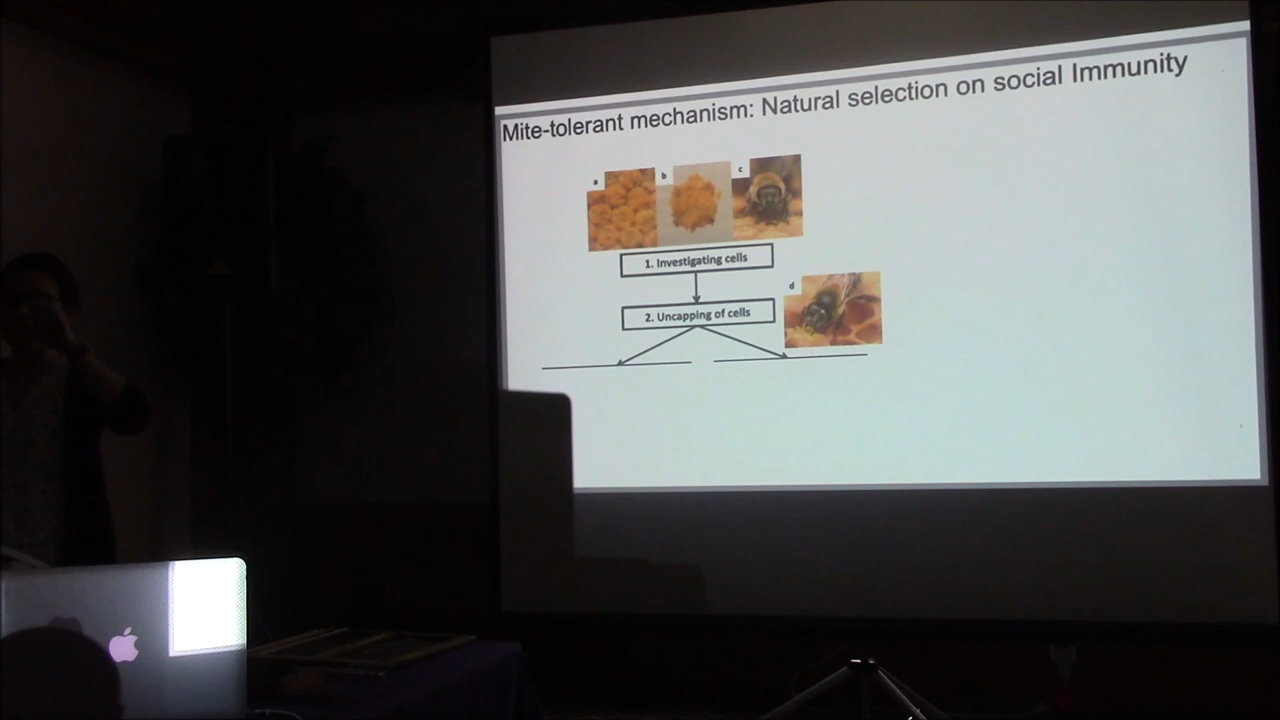 Mite-tolerant mechanism: Natural selection on social Immunity
a
b
c
1. Investigating cells
d
2. Uncapping of cells